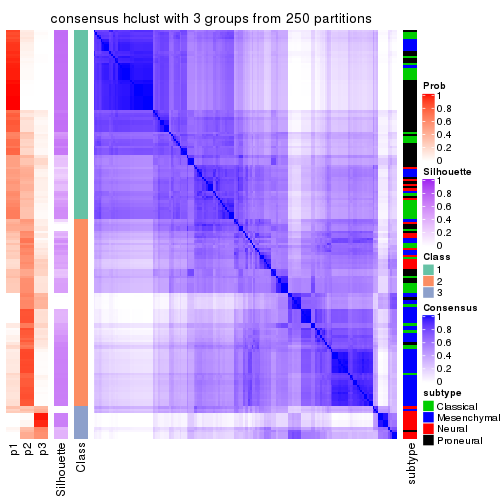 consensus hclust with 3 groups from 250 partitions
Prob
1
0.8
0.6
0.4
0.2
0
Silhouette
1
0.8
0.6
0.4
0.2
0
Class
1
2
3
Consensus
1
0.8
0.6
0.4
0.2
0
subtype
Classical
Mesenchymal
Neural
Proneural
p1
p2
p3
Silhouette
Class
subtype